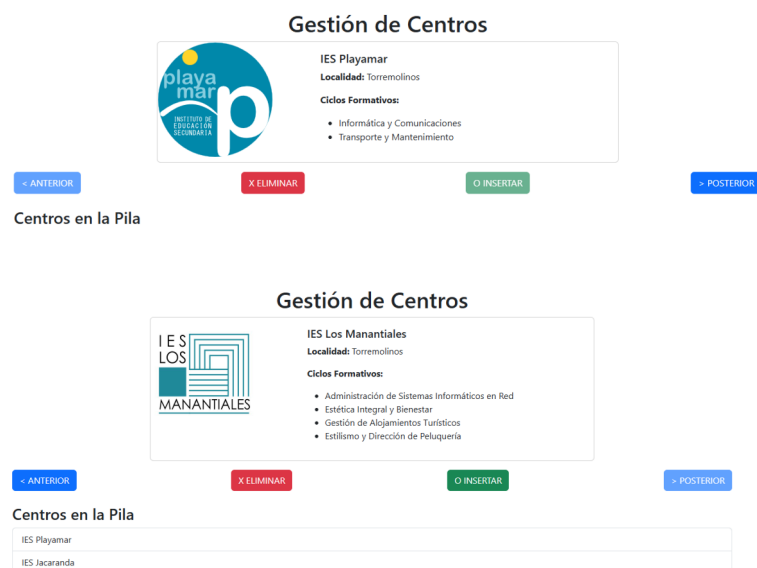 Gestión de Centros
playa
mar
INSTITUTO DE
EDUCACIÓN
SECUNDARIA
p
IES Playamar
Localidad: Torremolinos
Ciclos Formativos:
Informática y Comunicaciones
Transporte y Mantenimiento
< ANTERIOR
X ELIMINAR
O INSERTAR
> POSTERIOR
Centros en la Pila
Gestión de Centros
IES
LOS
MANANTIALES
IES Los Manantiales
Localidad: Torremolinos
Ciclos Formativos:
Administración de Sistemas Informáticos en Red
Estética Integral y Bienestar
Gestión de Alojamientos Turísticos
Estilismo y Dirección de Peluquería
< ANTERIOR
X ELIMINAR
O INSERTAR
> POSTERIOR
Centros en la Pila
IES Playamar
IES Jacaranda